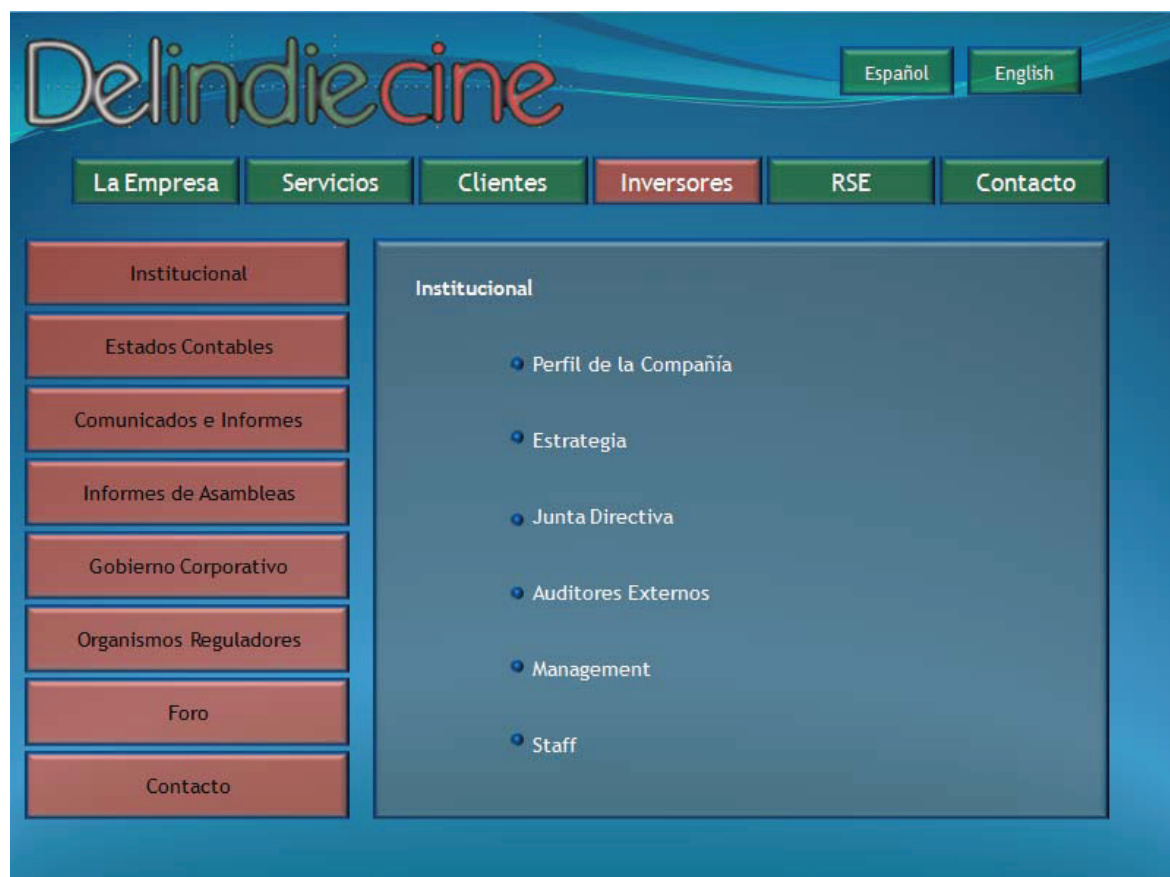 Delindiecine
Español English
La Empresa Servicios Clientes Inversores RSE Contacto
Institucional
Estados Contables
Comunicados e Informes
Informes de Asambleas
Gobierno Corporativo
Organismos Reguladores
Foro
Contacto
Institucional
Perfil de la Compañía
Estrategia
Junta Directiva
Auditores Externos
Management
Staff